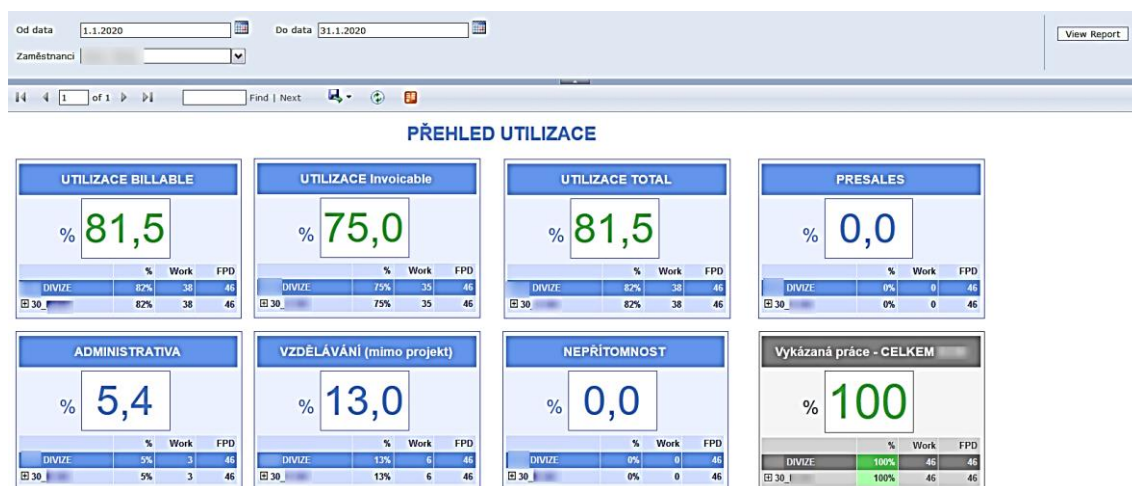 Od data 1.1.2020 Do data 31.1.2020 View Report
Zaměstnanci
1 of 1 Find | Next
PŘEHLED UTILIZACE
UTILIZACE BILLABLE
% 81,5
% Work FPD
DIVIZE 82% 38 46
30_ 82% 38 46
UTILIZACE Invoicable
% 75,0
% Work FPD
DIVIZE 75% 35 46
30_ 75% 35 46
UTILIZACE TOTAL
% 81,5
% Work FPD
DIVIZE 82% 38 46
30_ 82% 38 46
PRESALES
% 0,0
% Work FPD
DIVIZE 0% 0 46
30_ 0% 0 46
ADMINISTRATIVA
% 5,4
% Work FPD
DIVIZE 5% 3 46
30_ 5% 3 46
VZDĚLÁVÁNÍ (mimo projekt)
% 13,0
% Work FPD
DIVIZE 13% 6 46
30_ 13% 6 46
NEPŘÍTOMNOST
% 0,0
% Work FPD
DIVIZE 0% 0 46
30_ 0% 0 46
Vykázaná práce - CELKEM
% 100
% Work FPD
DIVIZE 100% 46 46
30_ 100% 46 46